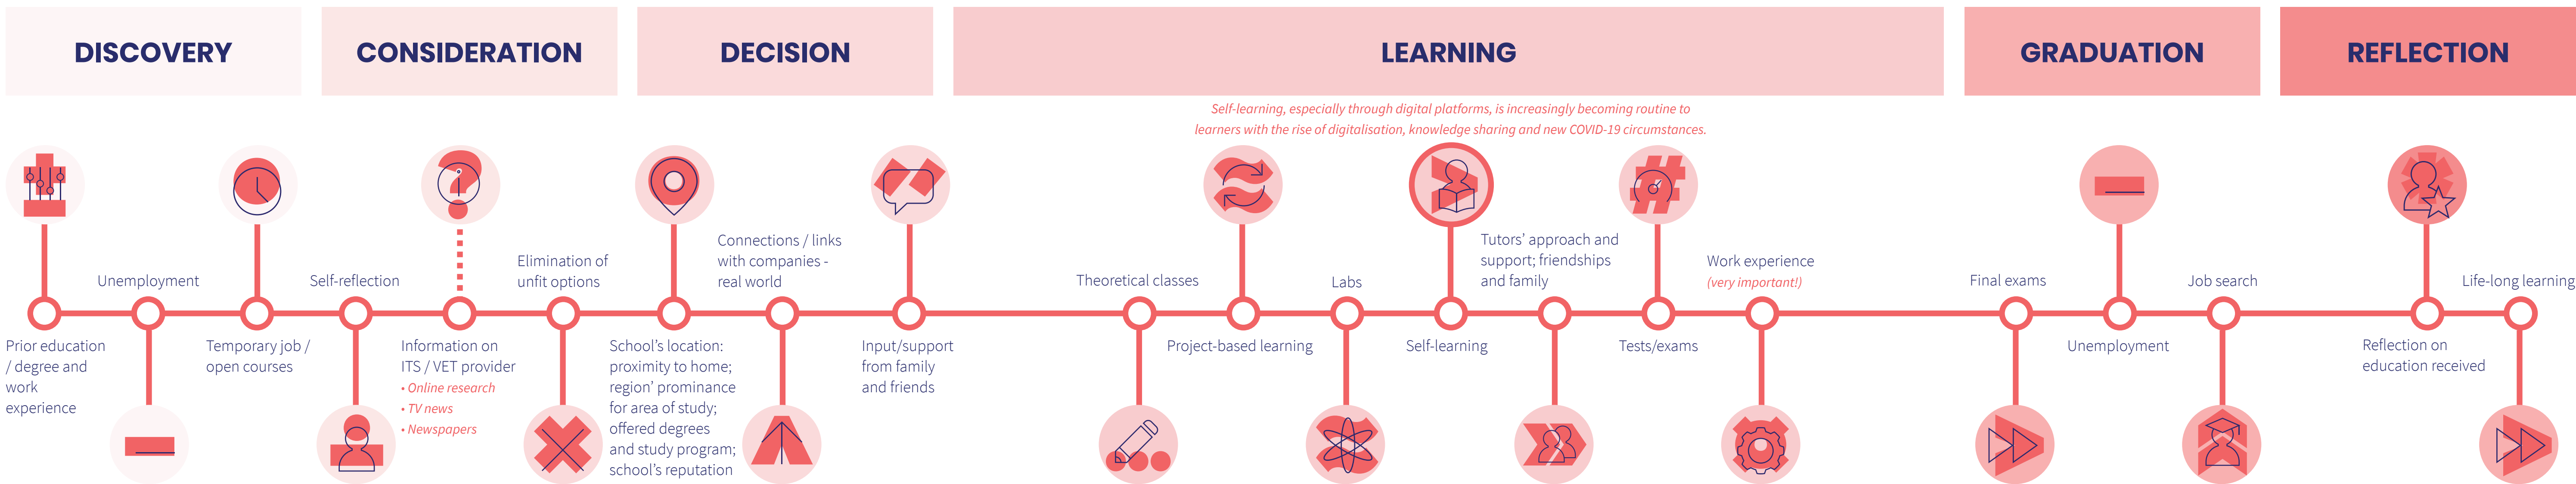 DISCOVERY
CONSIDERATION
DECISION
LEARNING
GRADUATION
REFLECTION
Self-learning, especially through digital platforms, is increasingly becoming routine to
learners with the rise of digitalisation, knowledge sharing and new COVID-19 circumstances.
Prior education
/ degree and
work
experience
Unemployment
Temporary job /
open courses
Self-reflection
Information on
ITS / VET provider
• Online research
• TV news
• Newspapers
Elimination of
unfit options
School's location:
proximity to home;
region' prominance
for area of study;
offered degrees
and study program;
school's reputation
Connections / links
with companies -
real world
Input/support
from family
and friends
Theoretical classes
Project-based learning
Labs
Self-learning
Tutors' approach and
support; friendships
and family
Tests/exams
Work experience
(very important!)
Final exams
Unemployment
Job search
Reflection on
education received
Life-long learning